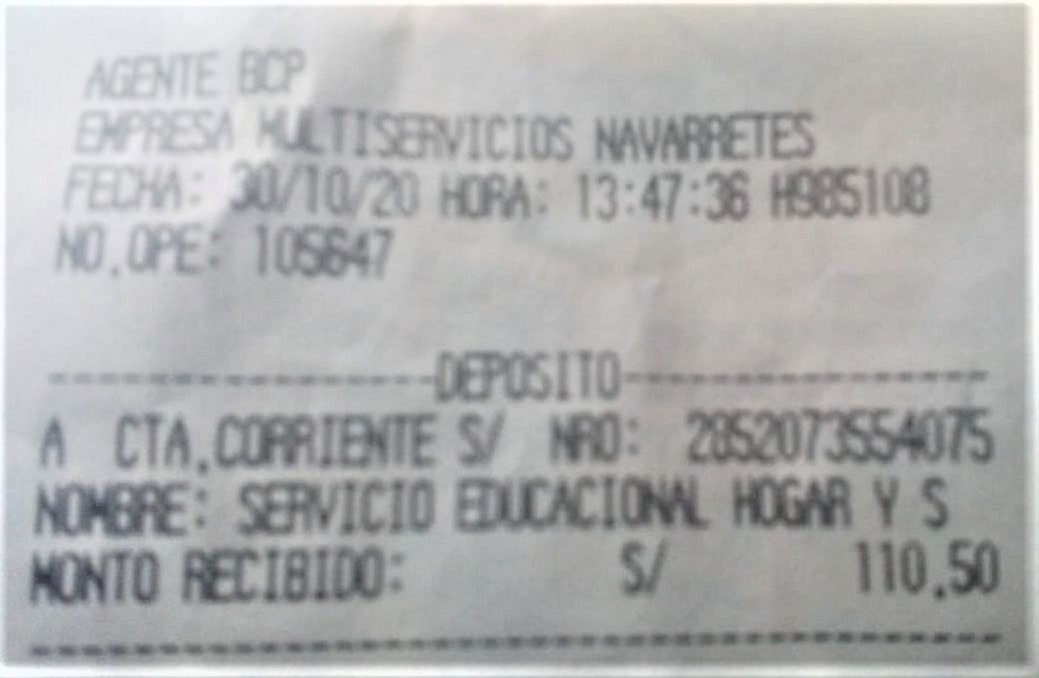 AGENTE BCP
EMPRESA MULTISERVICIOS NAVARRETES
FECHA: 30/10/20 HORA: 13:47:36 H985108
NO.OPE: 105647
--------------------DEPOSITO-------------------
A CTA.CORRIENTE S/ NRO: 2852073554075
NOMBRE: SERVICIO EDUCACIONAL HOGAR Y S
MONTO RECIBIDO: S/ 110.50